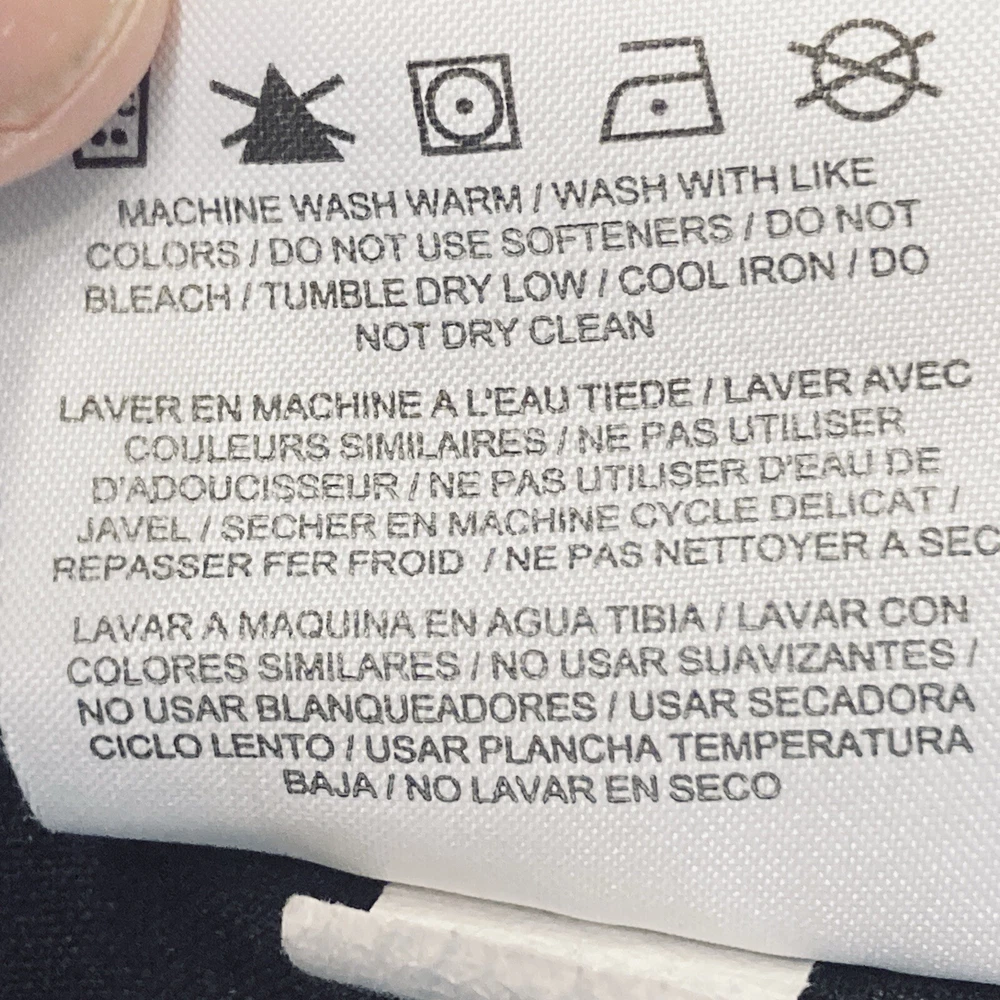 MACHINE WASH WARM / WASH WITH LIKE
COLORS / DO NOT USE SOFTENERS / DO NOT
BLEACH / TUMBLE DRY LOW / COOL IRON / DO
NOT DRY CLEAN
LAVER EN MACHINE A L'EAU TIEDE / LAVER AVEC
COULEURS SIMILAIRES / NE PAS UTILISER
D'ADOUCISSEUR / NE PAS UTILISER D'EAU DE
JAVEL / SECHER EN MACHINE CYCLE DELICAT /
REPASSER FER FROID / NE PAS NETTOYER A SEC
LAVAR A MAQUINA EN AGUA TIBIA / LAVAR CON
COLORES SIMILARES / NO USAR SUAVIZANTES /
NO USAR BLANQUEADORES / USAR SECADORA
CICLO LENTO / USAR PLANCHA TEMPERATURA
BAJA / NO LAVAR EN SECO